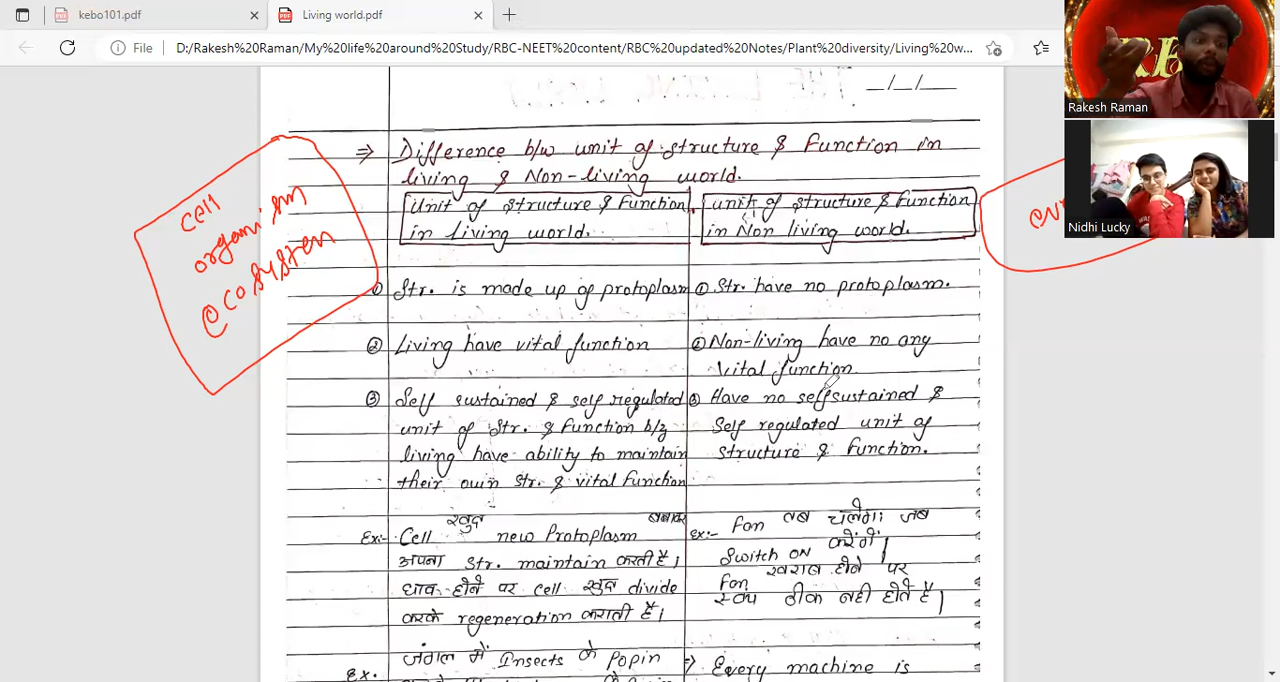 kebo101.pdf
Living world.pdf
File
D:/Rakesh%20Raman/My%20life%20around%20Study/RBC-NEET%20content/RBC%20updated%20Notes/Plant%20diversity/Living%20w...
Rakesh Raman
Nidhi Lucky
_/_/__
⇒ Difference b/w unit of structure & Function in
living & Non-living world.
Unit of Structure & Function
in living world.
unit of structure & Function
in Non living world.
cell
organism
ecosystem
① Str. is made up of protoplasm
① Str. have no protoplasm.
② Living have vital function
② Non-living have no any
vital function.
③ Self sustained & self regulated
unit of Str. & Function b/z
living have ability to maintain
their own Str. & vital Function
③ Have no selfsustained &
Self regulated unit of
structure & Function.
Ex:- Cell खुद new Protoplasm बनाकर
अपना Str. maintain करती है।
घाव होने पर cell खुद divide
करके regeneration कराती है।
Ex:- Fan तब चलेगा जब
Switch ON करेंगें।
Fan खराब होने पर
स्वयं ठीक नही होते है।
Ex. जंगल में Insects के Popln
⇒ Every machine is